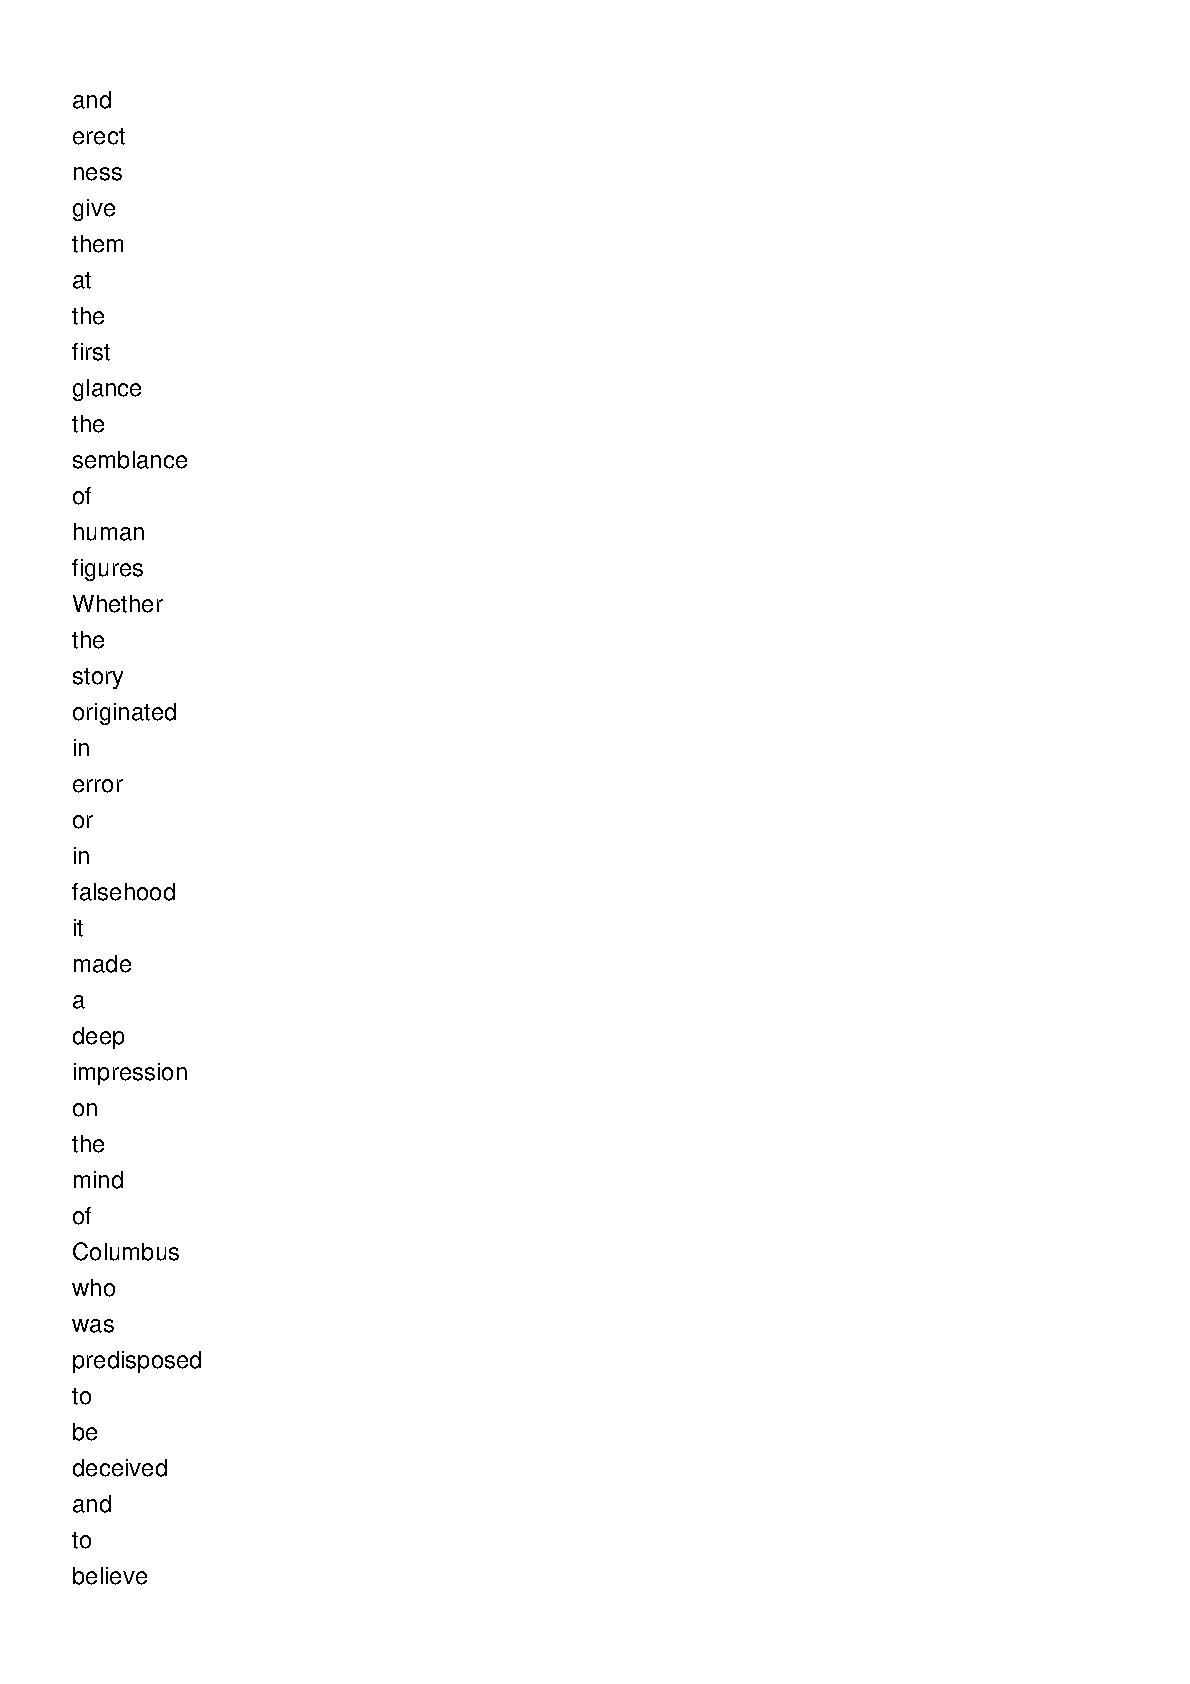 and
erect
ness
give
them
at
the
first
glance
the
semblance
of
human
figures
Whether
the
story
originated
in
error
or
in
falsehood
it
made
a
deep
impression
on
the
mind
of
Columbus
who
was
predisposed
to
be
deceived
and
to
believe